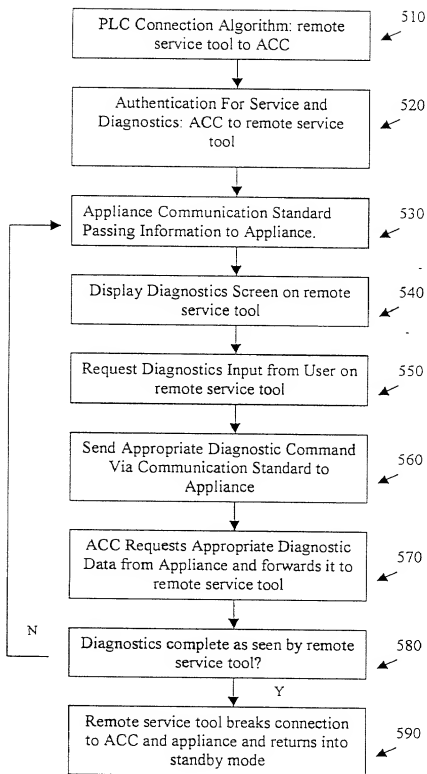 PLC Connection Algorithm: remote
service tool to ACC
510
Authentication For Service and
Diagnostics: ACC to remote service
tool
520
Appliance Communication Standard
Passing Information to Appliance.
530
Display Diagnostics Screen on remote
service tool
540
Request Diagnostics Input from User on
remote service tool
550
Send Appropriate Diagnostic Command
Via Communication Standard to
Appliance
560
ACC Requests Appropriate Diagnostic
Data from Appliance and forwards it to
remote service tool
570
N
Diagnostics complete as seen by remote
service tool?
580
Y
Remote service tool breaks connection
to ACC and appliance and returns into
standby mode
590